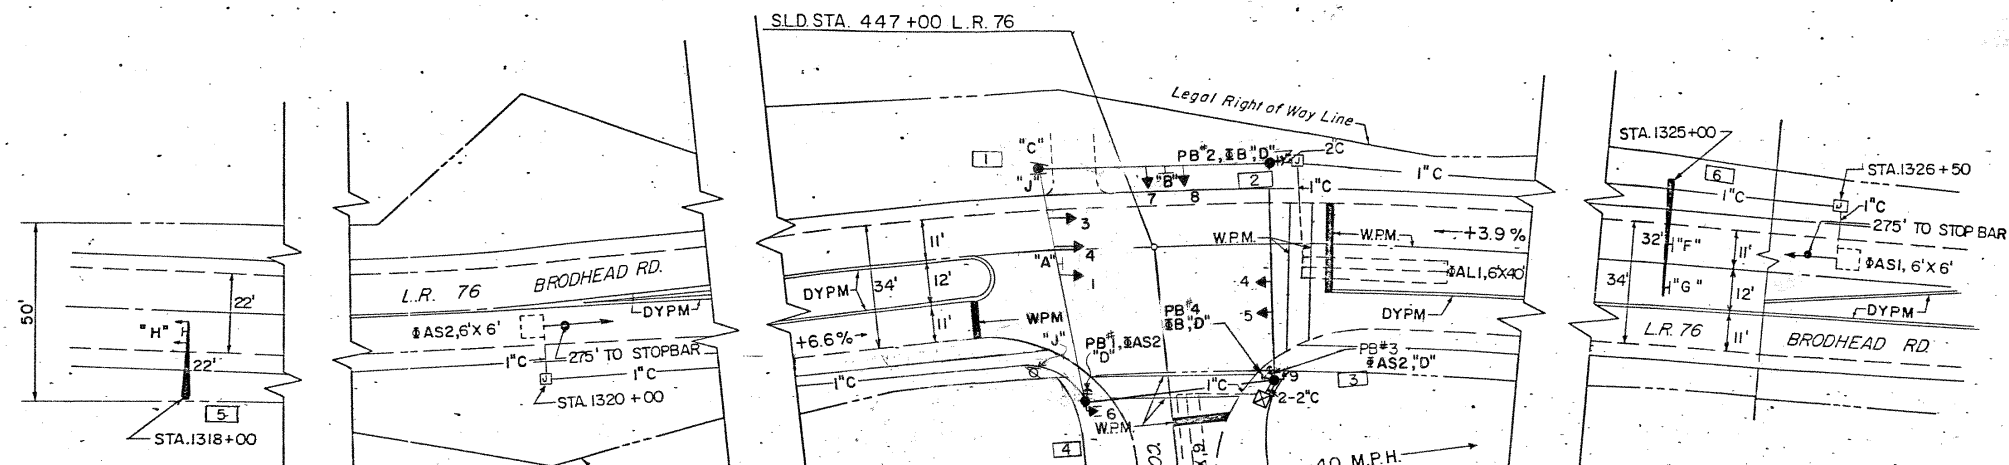 S.L.D. STA. 447+00 L.R. 76
Legal Right of Way Line
50'
22'
"H"
H
22'
5
STA.1318+00
L.R. 76
BRODHEAD RD.
DYPM
ΦAS2,6'X 6'
1"C
275' TO STOPBAR
1"C
J
STA. 1320+00
DYPM
11'
12'
34'
11'
+6.6%
WPM
1"C
1
"C"
"J"
3
"A"
4
1
PB#2, ΦB,"D"
2C
J
7
"B"
8
2
1"C
1"C
W.P.M.
W.P.M.
+3.9%
ΦAL1,6'X40'
4
5
PB#4
ΦB,"D"
DYPM
"J"
PB#1,ΦAS2
"D"
PB#3
ΦAS2,"D"
9
3
1"C
2-2"C
6
W.P.M.
4
40 M.P.H.
STA.1325+00
6
STA.1326+50
1"C
J
1"C
275' TO STOP BAR
32'
H"F"
11'
ΦAS1, 6'X 6'
34'
H"G"
12'
DYPM
L.R. 76
11'
BRODHEAD RD.